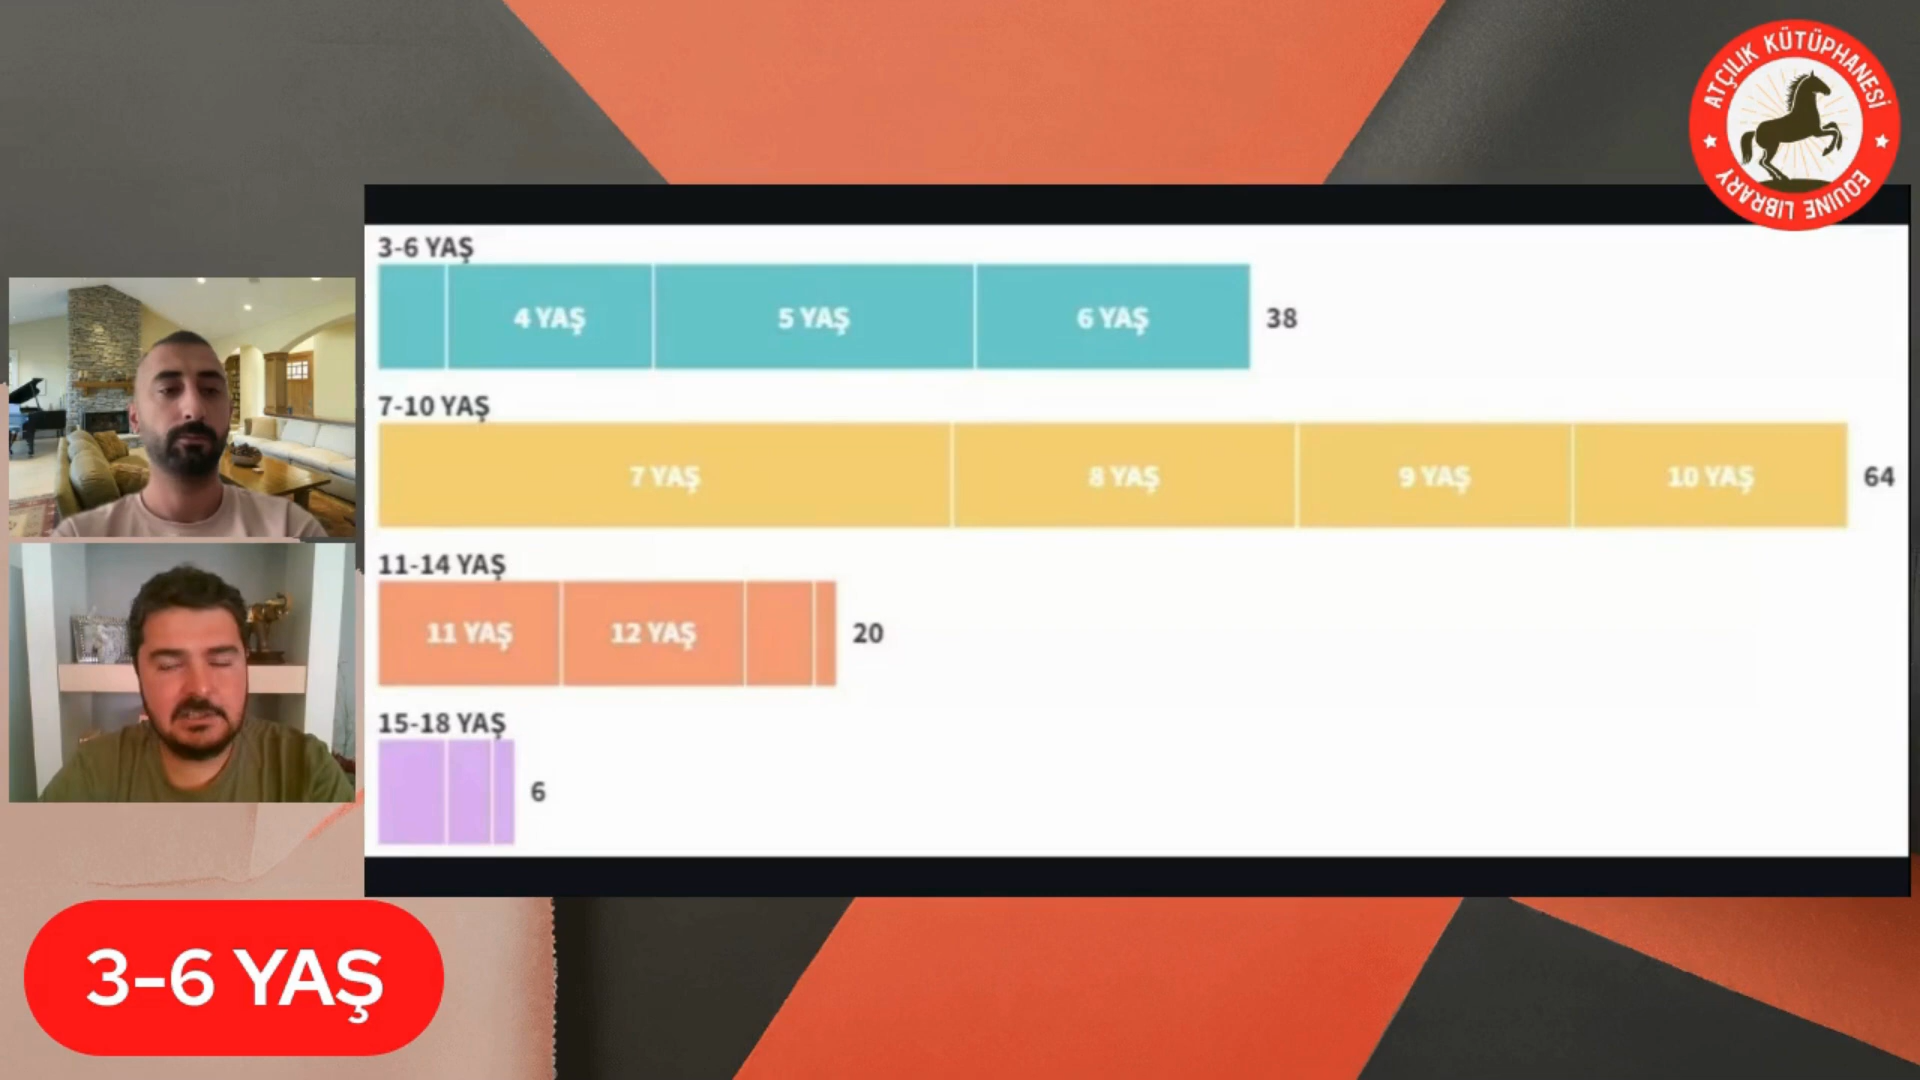 ATÇILIK KÜTÜPHANESİ
EQUINE LIBRARY
3-6 YAŞ
4 YAŞ 5 YAŞ 6 YAŞ 38
7-10 YAŞ
7 YAŞ 8 YAŞ 9 YAŞ 10 YAŞ 64
11-14 YAŞ
11 YAŞ 12 YAŞ 20
15-18 YAŞ
6
3-6 YAŞ